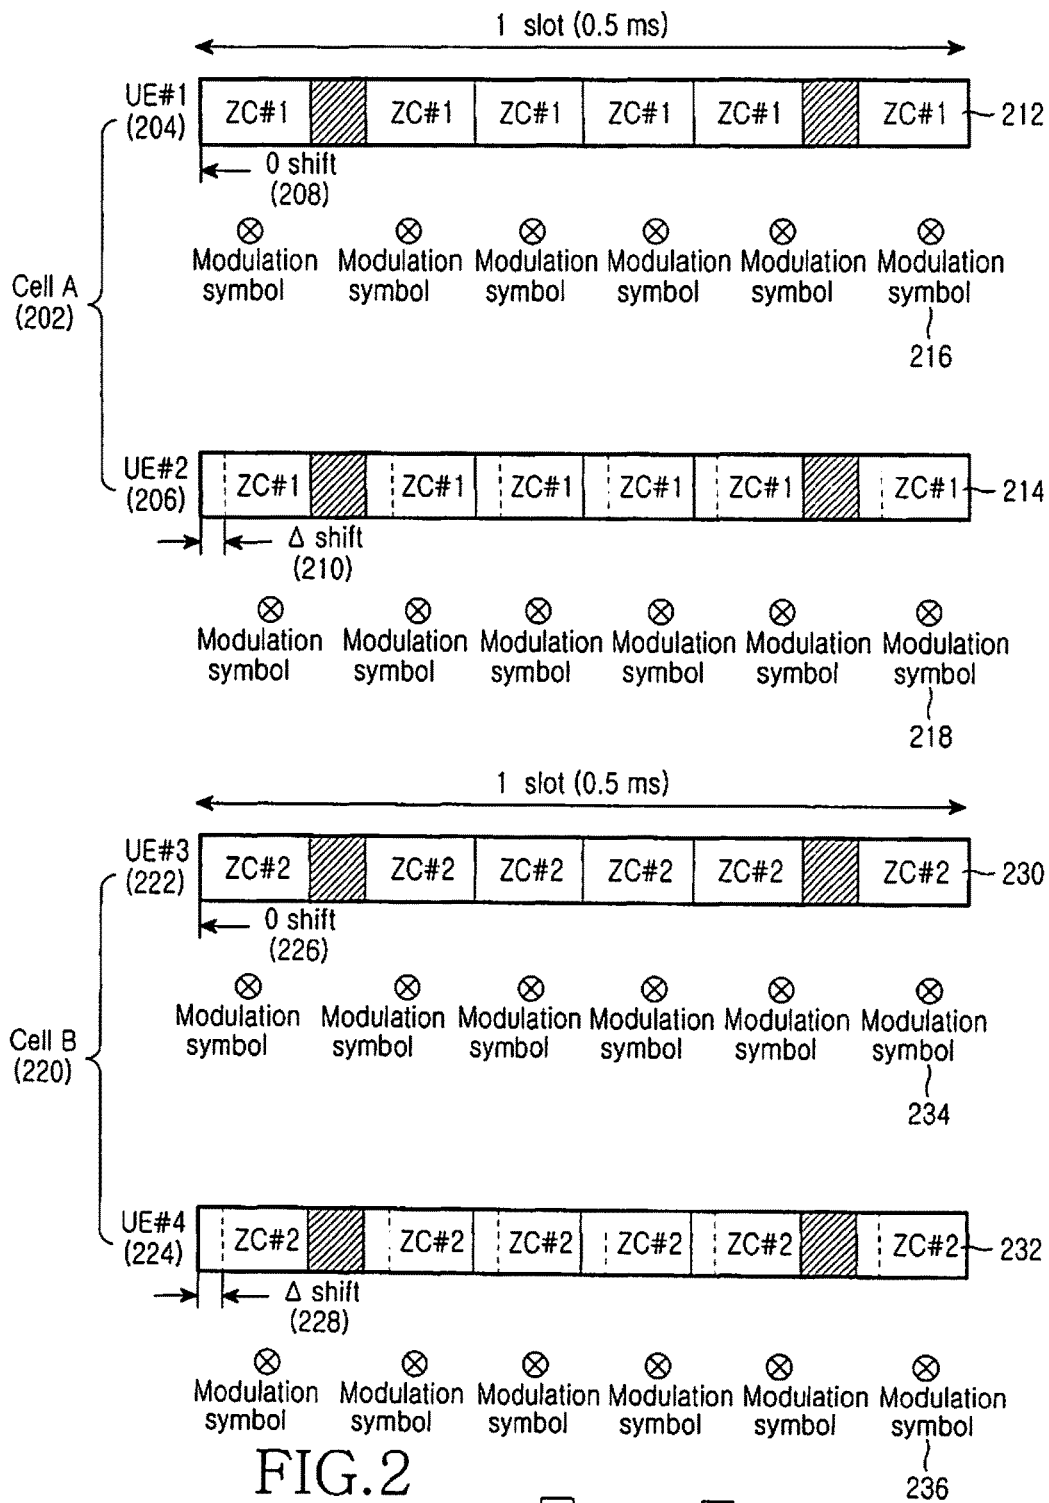 1 slot (0.5 ms)
UE#1
(204)
ZC#1 ZC#1 ZC#1 ZC#1 ZC#1 ZC#1
212
0 shift
(208)
Modulation Modulation Modulation Modulation Modulation Modulation
symbol symbol symbol symbol symbol symbol
216
Cell A
(202)
UE#2
(206)
ZC#1 ZC#1 ZC#1 ZC#1 ZC#1 ZC#1
214
Δ shift
(210)
Modulation Modulation Modulation Modulation Modulation Modulation
symbol symbol symbol symbol symbol symbol
218
1 slot (0.5 ms)
UE#3
(222)
ZC#2 ZC#2 ZC#2 ZC#2 ZC#2 ZC#2
230
0 shift
(226)
Modulation Modulation Modulation Modulation Modulation Modulation
symbol symbol symbol symbol symbol symbol
234
Cell B
(220)
UE#4
(224)
ZC#2 ZC#2 ZC#2 ZC#2 ZC#2 ZC#2
232
Δ shift
(228)
Modulation Modulation Modulation Modulation Modulation Modulation
symbol symbol symbol symbol symbol symbol
236
FIG.2